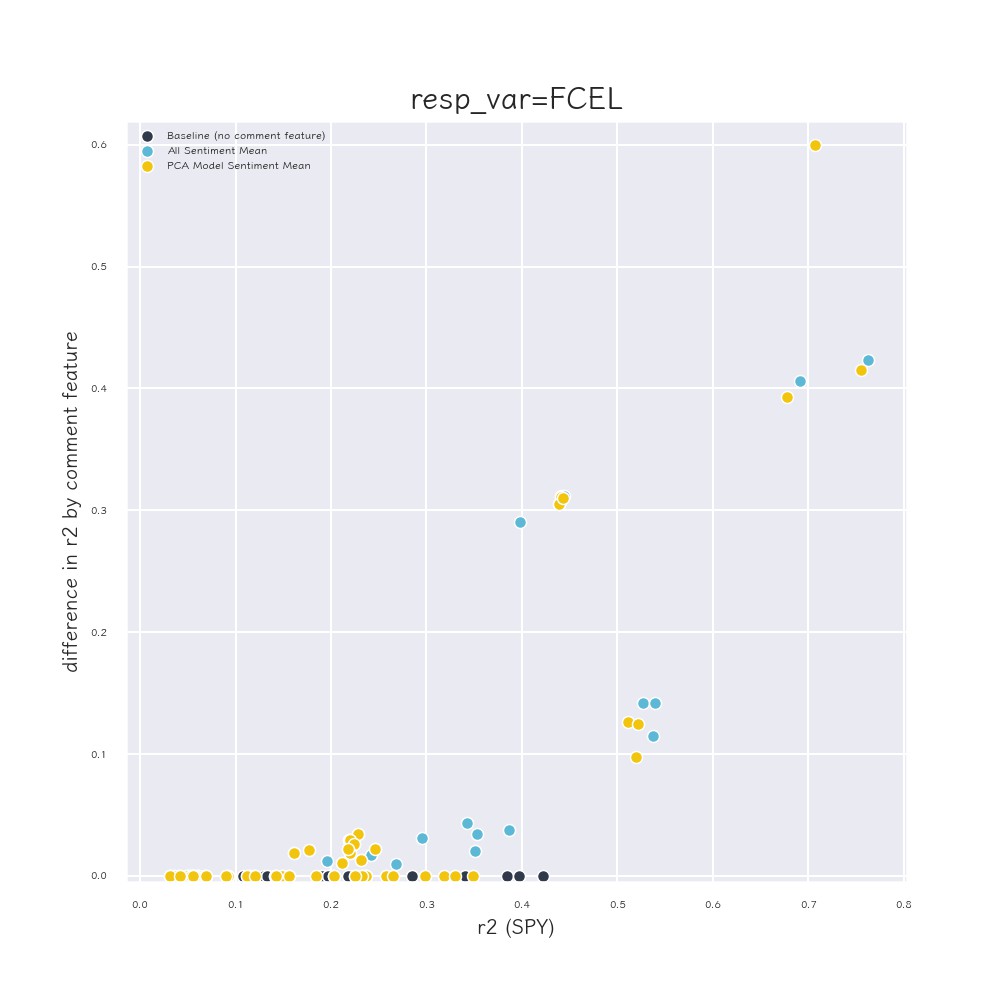 resp_var=FCEL
Baseline (no comment feature)
All Sentiment Mean
PCA Model Sentiment Mean
difference in r2 by comment feature
0.6
0.5
0.4
0.3
0.2
0.1
0.0
0.0 0.1 0.2 0.3 0.4 0.5 0.6 0.7 0.8
r2 (SPY)